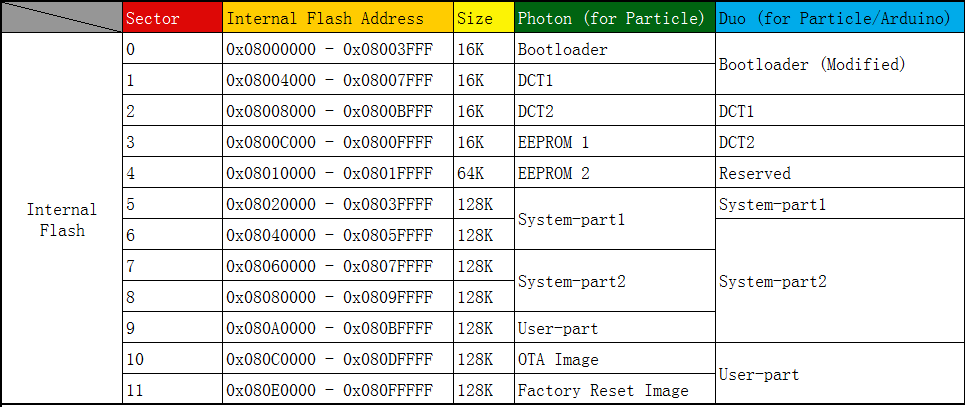 Sector Internal Flash Address Size Photon (for Particle) Duo (for Particle/Arduino)
0 0x08000000 - 0x08003FFF 16K Bootloader
Bootloader (Modified)
1 0x08004000 - 0x08007FFF 16K DCT1
2 0x08008000 - 0x0800BFFF 16K DCT2 DCT1
3 0x0800C000 - 0x0800FFFF 16K EEPROM 1 DCT2
4 0x08010000 - 0x0801FFFF 64K EEPROM 2 Reserved
Internal
Flash
5 0x08020000 - 0x0803FFFF 128K System-part1
System-part1
6 0x08040000 - 0x0805FFFF 128K
7 0x08060000 - 0x0807FFFF 128K
System-part2 System-part2
8 0x08080000 - 0x0809FFFF 128K
9 0x080A0000 - 0x080BFFFF 128K User-part
10 0x080C0000 - 0x080DFFFF 128K OTA Image
User-part
11 0x080E0000 - 0x080FFFFF 128K Factory Reset Image